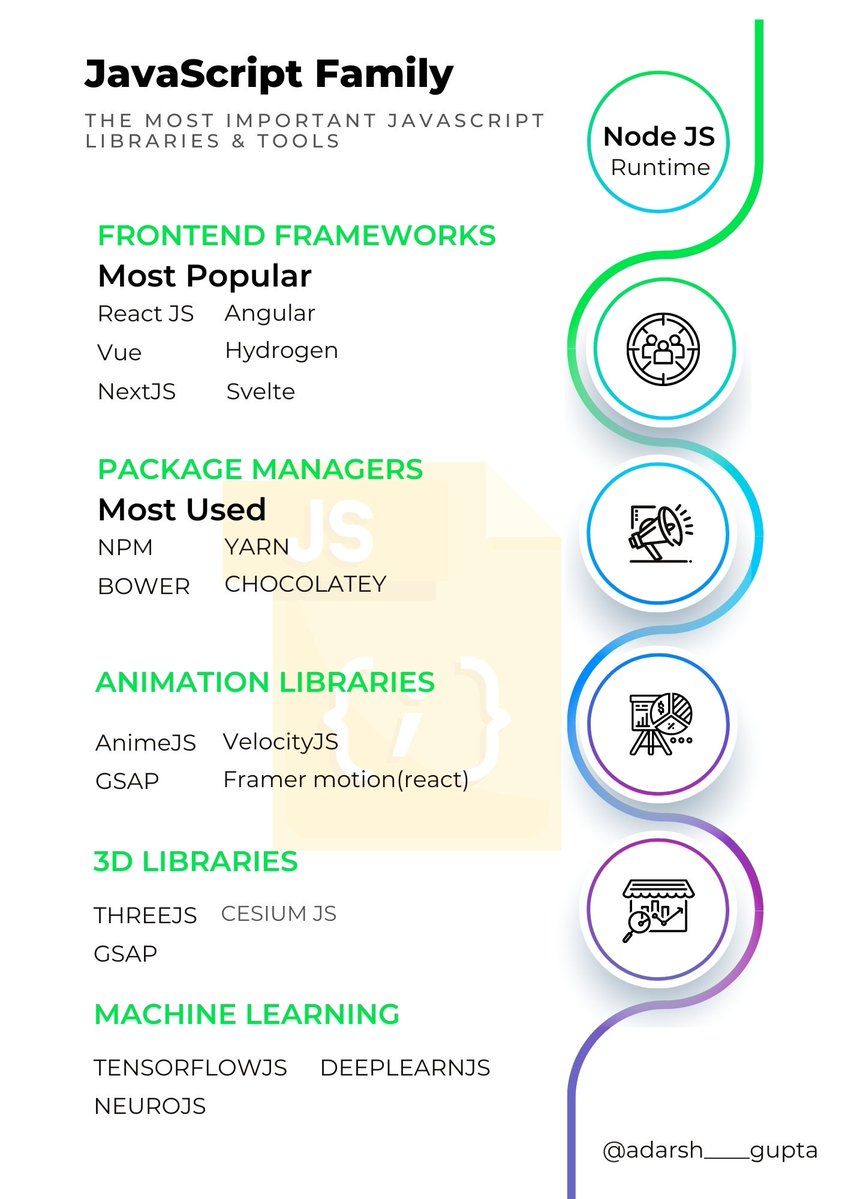 JavaScript Family
THE MOST IMPORTANT JAVASCRIPT
LIBRARIES & TOOLS
Node JS
Runtime
FRONTEND FRAMEWORKS
Most Popular
React JS Angular
Vue Hydrogen
NextJS Svelte
PACKAGE MANAGERS
Most Used
JS
NPM YARN
BOWER CHOCOLATEY
ANIMATION LIBRARIES
{;}
AnimeJS VelocityJS
GSAP Framer motion(react)
3D LIBRARIES
THREEJS CESIUM JS
GSAP
MACHINE LEARNING
TENSORFLOWJS DEEPLEARNJS
NEUROJS
@adarsh____gupta